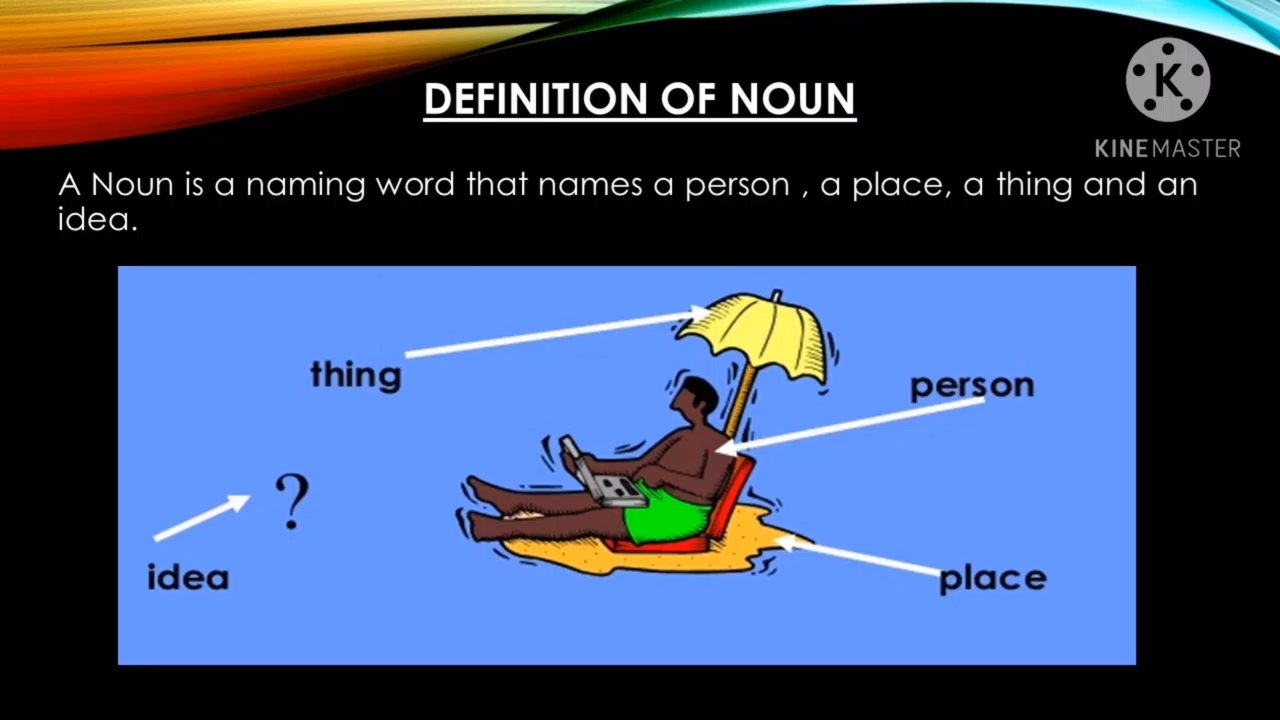 DEFINITION OF NOUN
K
KINEMASTER
A Noun is a naming word that names a person , a place, a thing and an
idea.
thing
person
?
idea
place